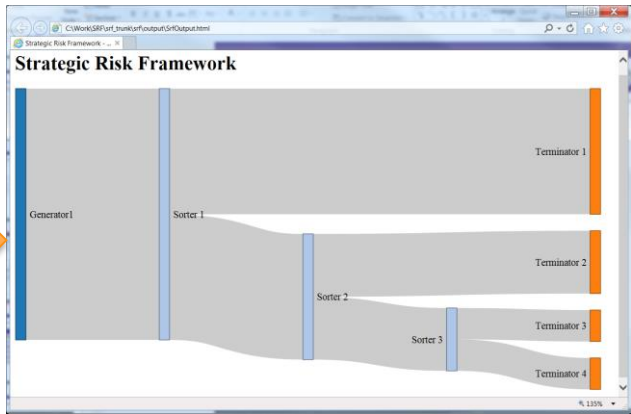 C:\Work\SRF\srf_trunk\srf\output\SrfOutput.html
Strategic Risk Framework - ...
Strategic Risk Framework
Terminator 1
Generator1
Sorter 1
Terminator 2
Sorter 2
Terminator 3
Sorter 3
Terminator 4
135%